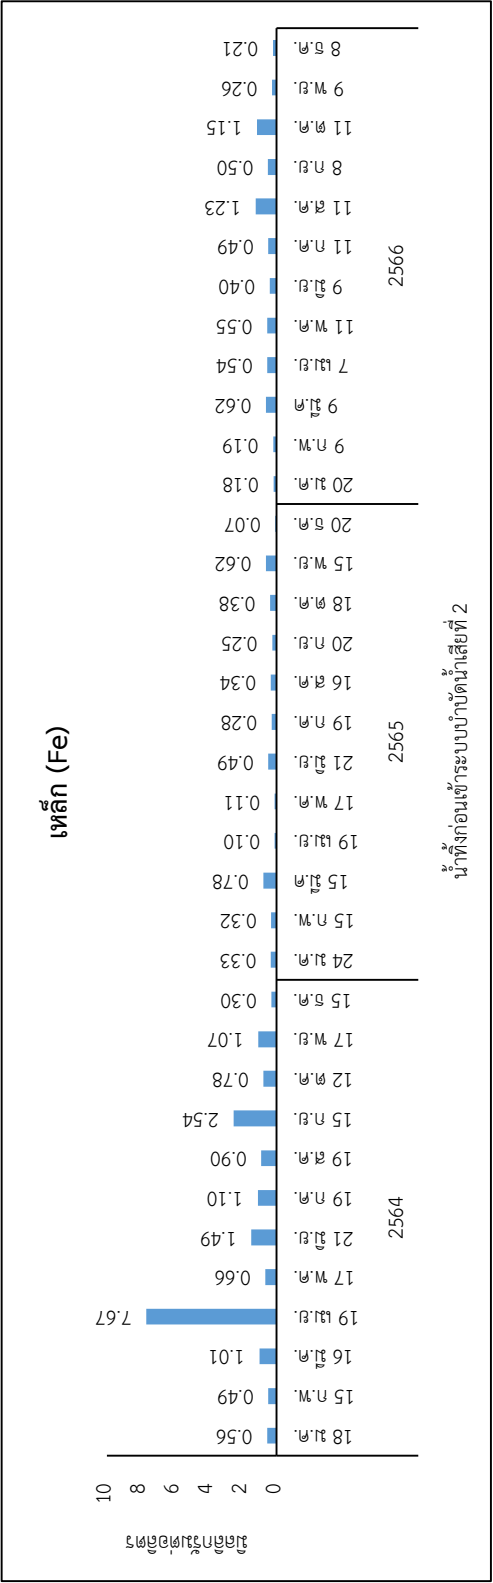 เหล็ก (Fe)
มิลลิกรัมต่อลิตร
10
8
6
4
2
0
0.56
0.49
1.01
7.67
0.66
1.49
1.10
0.90
2.54
0.78
1.07
0.30
0.33
0.32
0.78
0.10
0.11
0.49
0.28
0.34
0.25
0.38
0.62
0.07
0.18
0.19
0.62
0.54
0.55
0.40
0.49
1.23
0.50
1.15
0.26
0.21
18 ม.ค.
15 ก.พ.
16 มี.ค.
19 เม.ย.
17 พ.ค.
21 มิ.ย.
19 ก.ค.
19 ส.ค.
15 ก.ย.
12 ต.ค.
17 พ.ย.
15 ธ.ค.
24 ม.ค.
15 ก.พ.
15 มี.ค
19 เม.ย.
17 พ.ค.
21 มิ.ย.
19 ก.ค.
16 ส.ค.
20 ก.ย.
18 ต.ค.
15 พ.ย.
20 ธ.ค.
20 ม.ค.
9 ก.พ.
9 มี.ค
7 เม.ย.
11 พ.ค.
9 มิ.ย.
11 ก.ค.
11 ส.ค.
8 ก.ย.
11 ต.ค.
9 พ.ย.
8 ธ.ค.
2564
2565
2566
น้ำทิ้งก่อนเข้าระบบบำบัดน้ำเสียที่ 2